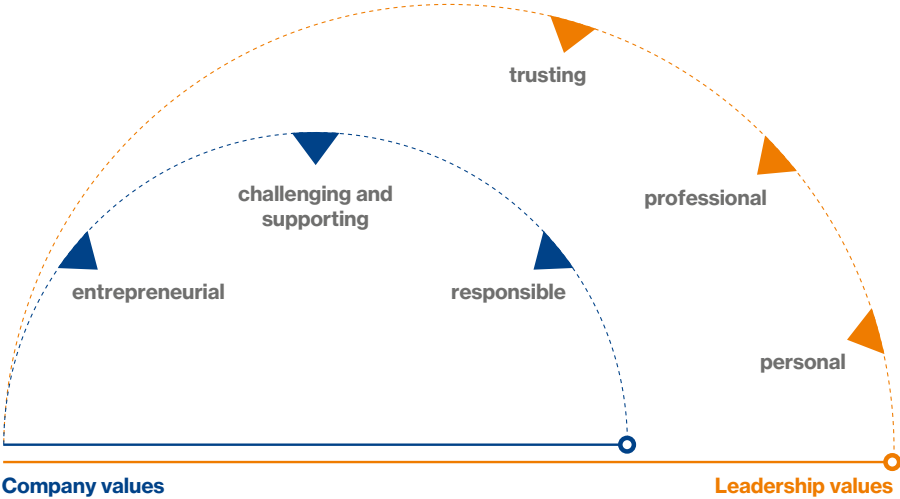 trusting
challenging and
supporting
professional
entrepreneurial
responsible
personal
Company values
Leadership values